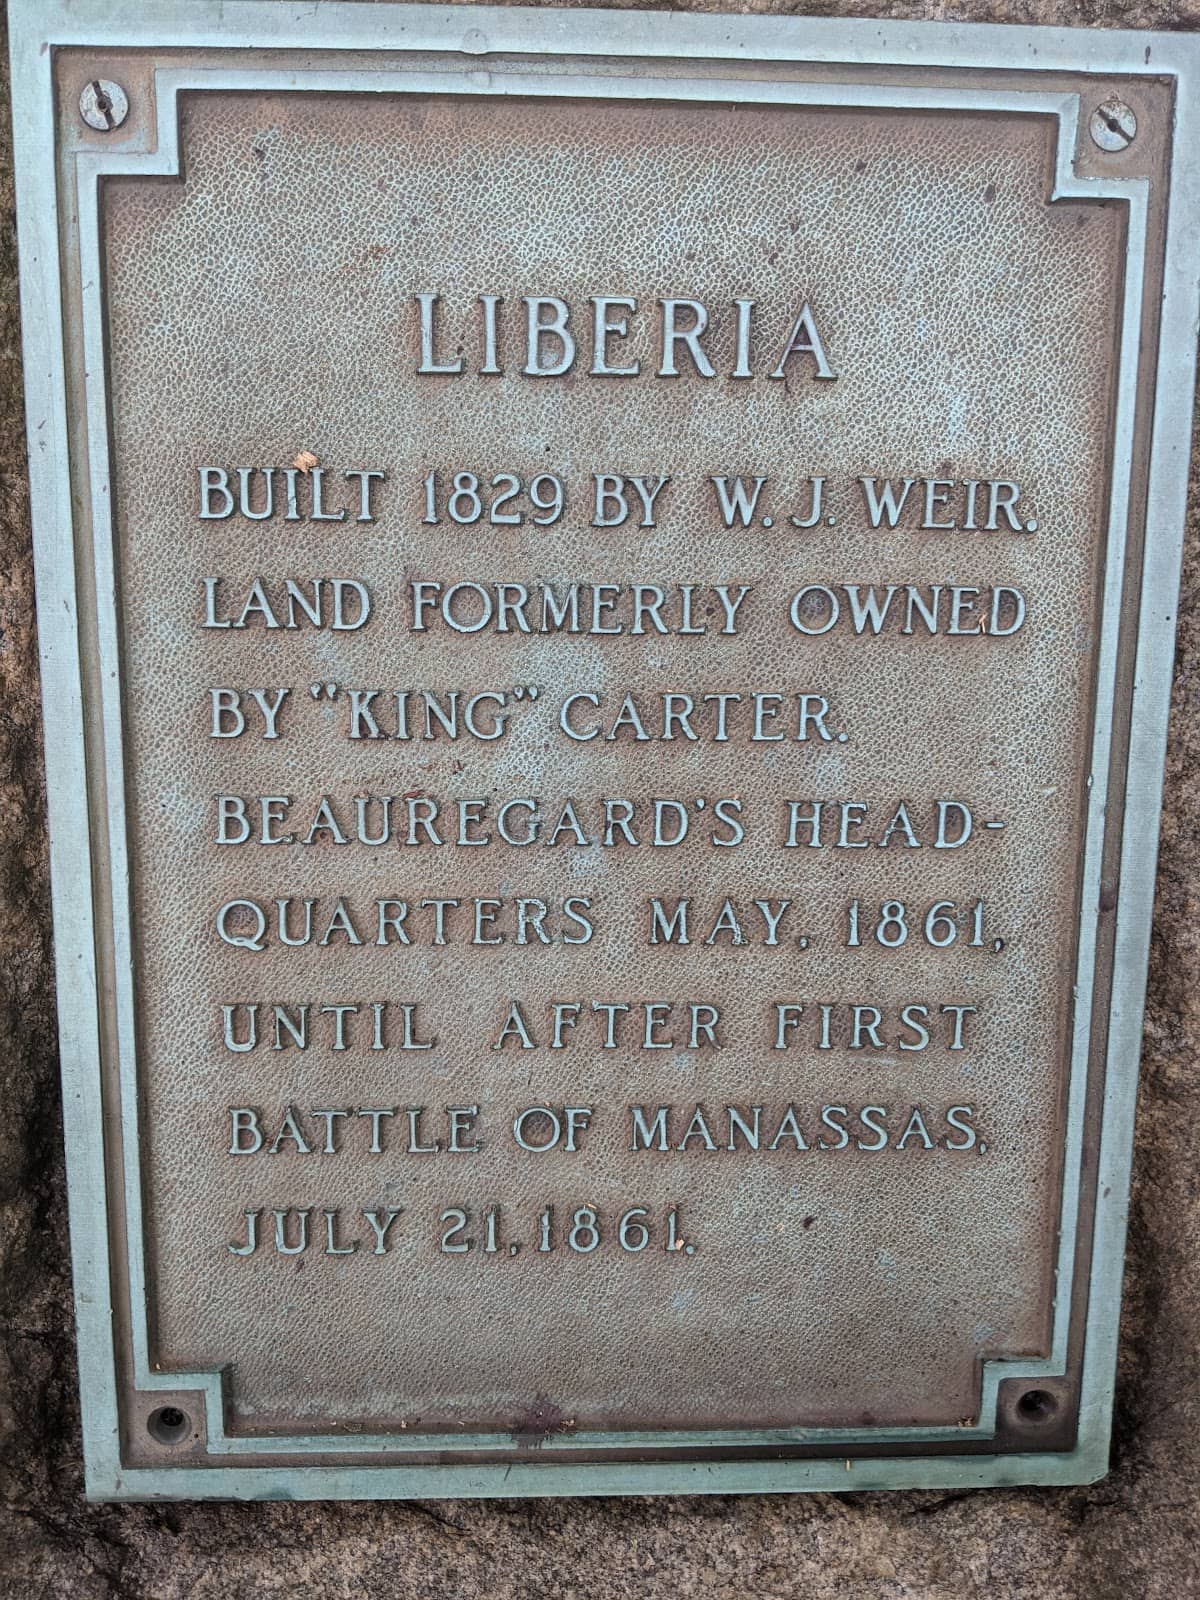 LIBERIA
BUILT 1829 BY W. J. WEIR.
LAND FORMERLY OWNED
BY "KING" CARTER.
BEAUREGARD'S HEAD-
QUARTERS MAY, 1861,
UNTIL AFTER FIRST
BATTLE OF MANASSAS,
JULY 21, 1861.